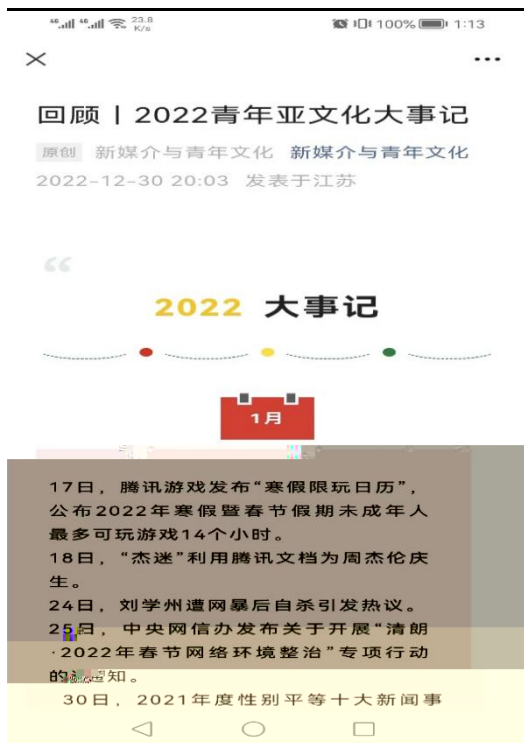 46 46 23.8 K/s 100% 1:13
回顾 | 2022青年亚文化大事记
原创 新媒介与青年文化 新媒介与青年文化
2022-12-30 20:03 发表于江苏
2022 大事记
1月
17日，腾讯游戏发布“寒假限玩日历”，
公布2022年寒假暨春节假期未成年人
最多可玩游戏14个小时。
18日，“杰迷”利用腾讯文档为周杰伦庆
生。
24日，刘学州遭网暴后自杀引发热议。
25日，中央网信办发布关于开展“清朗
·2022年春节网络环境整治”专项行动
的通知。
30日，2021年度性别平等十大新闻事